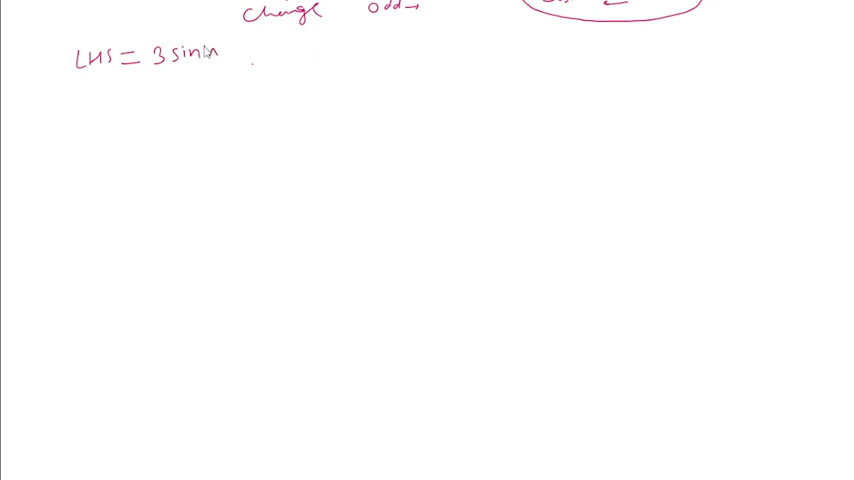 change odd→
LHS = 3 sin